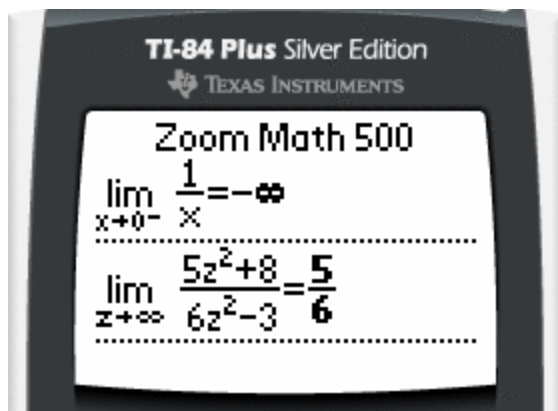 TI-84 Plus Silver Edition
TEXAS INSTRUMENTS
Zoom Math 500
lim x→0⁻ 1/x=-∞
lim z→∞ (5z²+8)/(6z²-3)=5/6